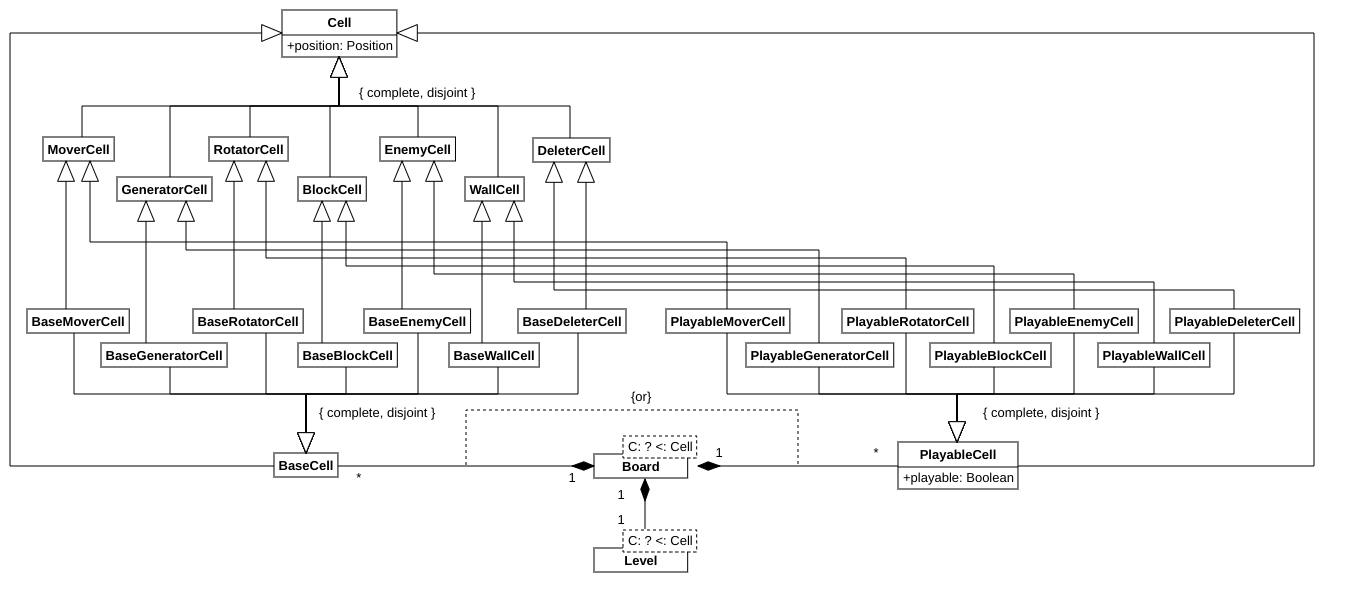 Cell
+position: Position
{ complete, disjoint }
MoverCell
RotatorCell
EnemyCell
DeleterCell
GeneratorCell
BlockCell
WallCell
BaseMoverCell
BaseRotatorCell
BaseEnemyCell
BaseDeleterCell
PlayableMoverCell
PlayableRotatorCell
PlayableEnemyCell
PlayableDeleterCell
BaseGeneratorCell
BaseBlockCell
BaseWallCell
PlayableGeneratorCell
PlayableBlockCell
PlayableWallCell
{or}
{ complete, disjoint }
{ complete, disjoint }
C: ? <: Cell
1
*
PlayableCell
BaseCell
Board
*
1
+playable: Boolean
1
1
C: ? <: Cell
Level